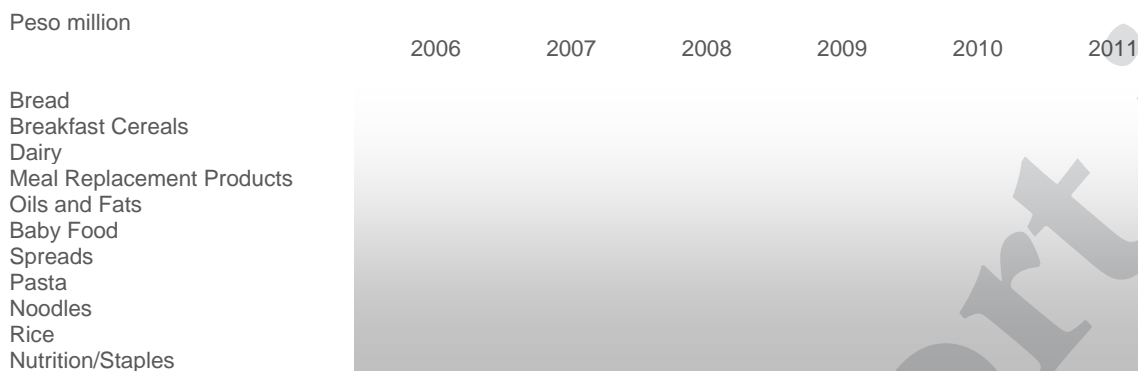 Peso million
2006 2007 2008 2009 2010 2011
Bread
Breakfast Cereals
Dairy
Meal Replacement Products
Oils and Fats
Baby Food
Spreads
Pasta
Noodles
Rice
Nutrition/Staples